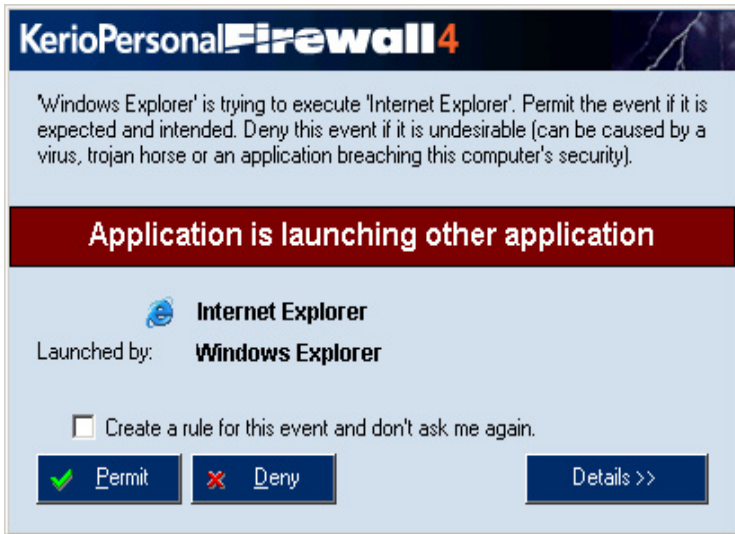 KerioPersonalFirewall4
'Windows Explorer' is trying to execute 'Internet Explorer'. Permit the event if it is
expected and intended. Deny this event if it is undesirable (can be caused by a
virus, trojan horse or an application breaching this computer's security).
Application is launching other application
Internet Explorer
Launched by: Windows Explorer
Create a rule for this event and don't ask me again.
Permit Deny Details >>